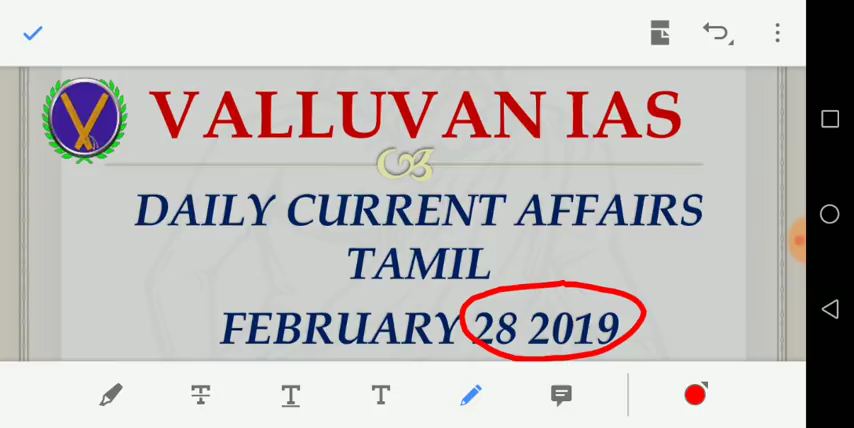 VALLUVAN IAS
DAILY CURRENT AFFAIRS
TAMIL
FEBRUARY 28 2019